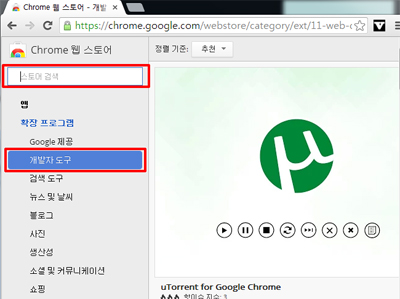 Chrome 웹 스토어 - 개발
https://chrome.google.com/webstore/category/ext/11-web-d
Chrome 웹 스토어
정렬 기준: 추천
스토어 검색
앱
확장 프로그램
Google 제공
개발자 도구
검색 도구
뉴스 및 날씨
블로그
사진
생산성
소셜 및 커뮤니케이션
쇼핑
µ
uTorrent for Google Chrome